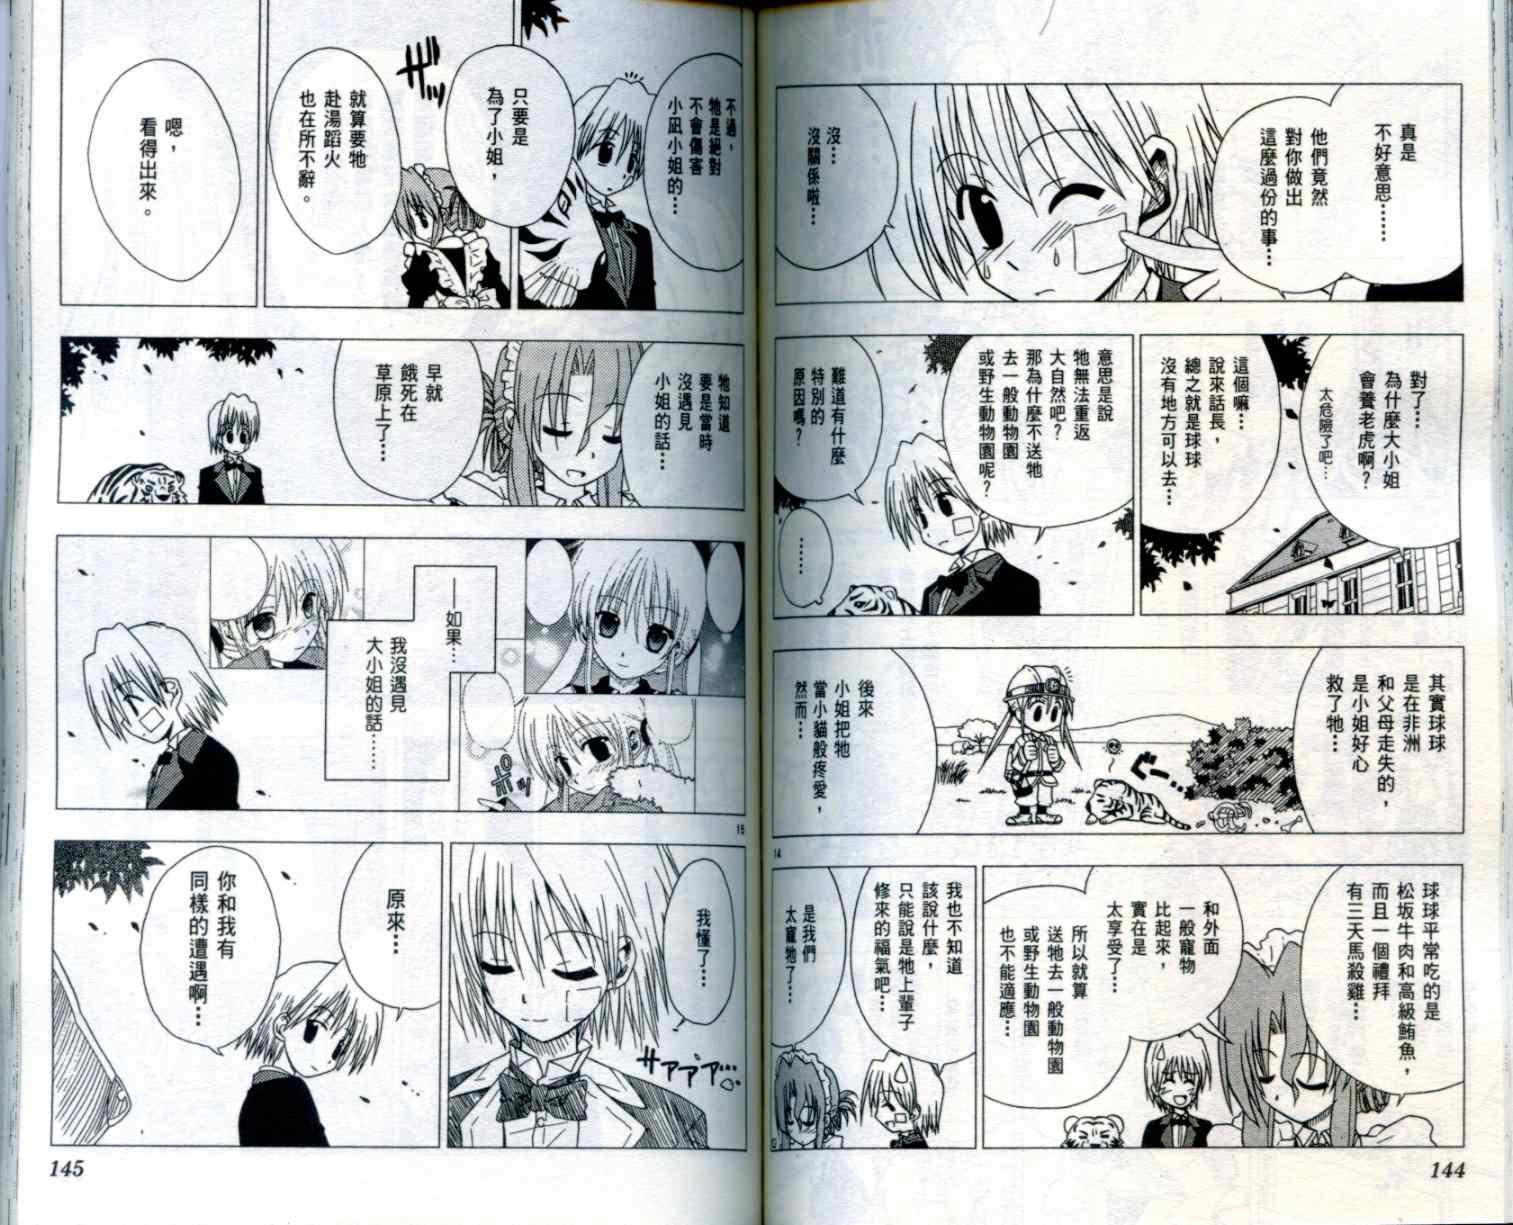 真是
不好意思……
他們竟然
對你做出
這麼過份的事…
沒…
沒關係啦…
對了…
為什麼大小姐
會養老虎啊？
太危險了吧…
這個嘛…
說來話長，
總之就是球球
沒有地方可以去…
意思是說
牠無法重返
大自然吧？
那為什麼不送牠
去一般動物園
或野生動物園呢？
難道有什麼
特別的
原因嗎？
……
其實球球
是在非洲
和父母走失的，
是小姐好心
救了牠…
後來
小姐把牠
當小貓般疼愛，
然而…
14
球球平常吃的是
松坂牛肉和高級鮪魚，
而且一個禮拜
有三天馬殺雞…
和外面
一般寵物
比起來，
實在是
太享受了…
所以就算
送牠去一般動物園
或野生動物園
也不能適應…
我也不知道
該說什麼，
只能說是牠上輩子
修來的福氣吧…
是我們
太寵牠了…
144
不過，
牠是絕對
不會傷害
小凪小姐的…
只要是
為了小姐，
ザッ
就算要牠
赴湯蹈火
也在所不辭。
嗯，
看得出來。
牠知道
要是當時
沒遇見
小姐的話…
早就
餓死在
草原上了…
——如果…
我沒遇見
大小姐的話……
15
我懂了…
サアアア…
原來…
你和我有
同樣的遭遇啊…
145